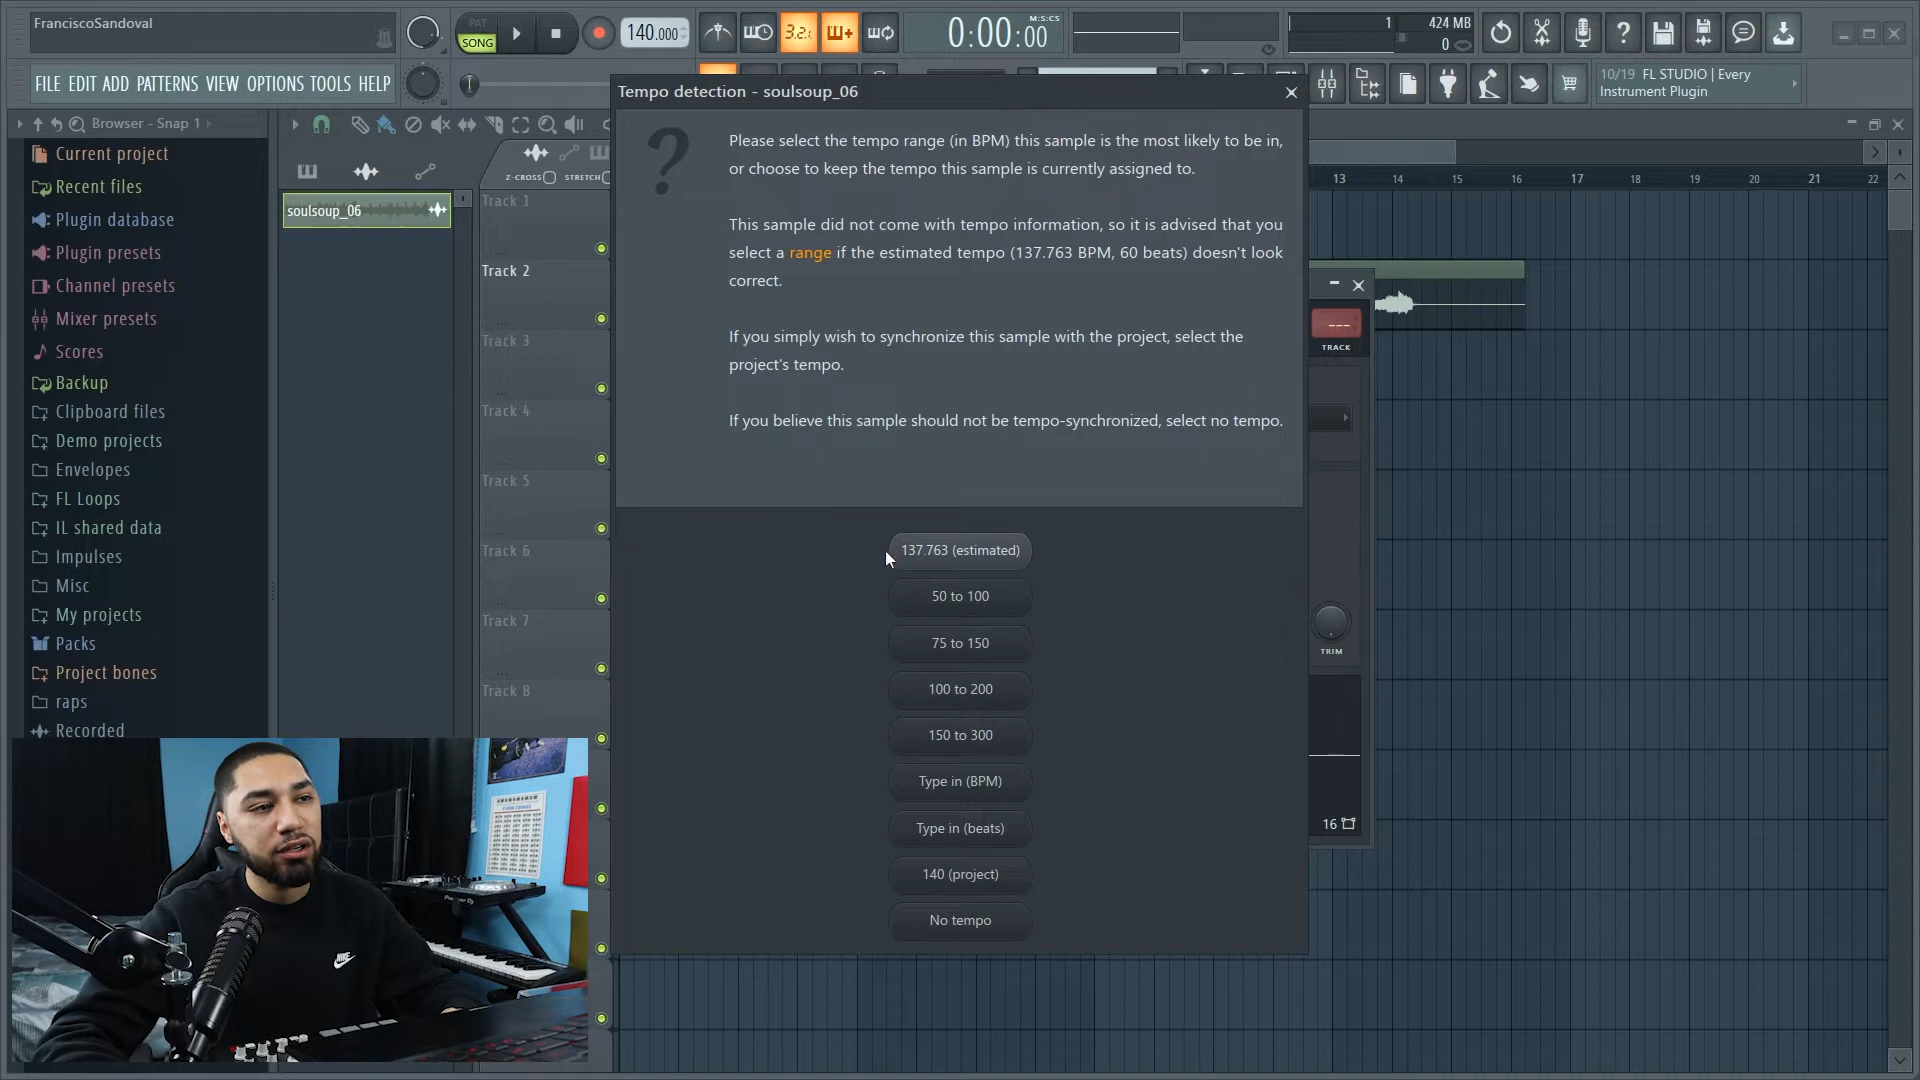 FranciscoSandoval
PAT
SONG
140.000
3.2.1
0:00:00
M:S:CS
1
424 MB
0
FILE EDIT ADD PATTERNS VIEW OPTIONS TOOLS HELP
10/19 FL STUDIO | Every
Instrument Plugin
Browser - Snap 1
Current project
Recent files
Plugin database
Plugin presets
Channel presets
Mixer presets
Scores
Backup
Clipboard files
Demo projects
Envelopes
FL Loops
IL shared data
Impulses
Misc
My projects
Packs
Project bones
raps
Recorded
soulsoup_06
Z-CROSS
STRETCH
Track 1
Track 2
Track 3
Track 4
Track 5
Track 6
Track 7
Track 8
Tempo detection - soulsoup_06
?
Please select the tempo range (in BPM) this sample is the most likely to be in,
or choose to keep the tempo this sample is currently assigned to.
This sample did not come with tempo information, so it is advised that you
select a range if the estimated tempo (137.763 BPM, 60 beats) doesn't look
correct.
If you simply wish to synchronize this sample with the project, select the
project's tempo.
If you believe this sample should not be tempo-synchronized, select no tempo.
137.763 (estimated)
50 to 100
75 to 150
100 to 200
150 to 300
Type in (BPM)
Type in (beats)
140 (project)
No tempo
13 14 15 16 17 18 19 20 21 22
---
TRACK
TRIM
16
NIKE